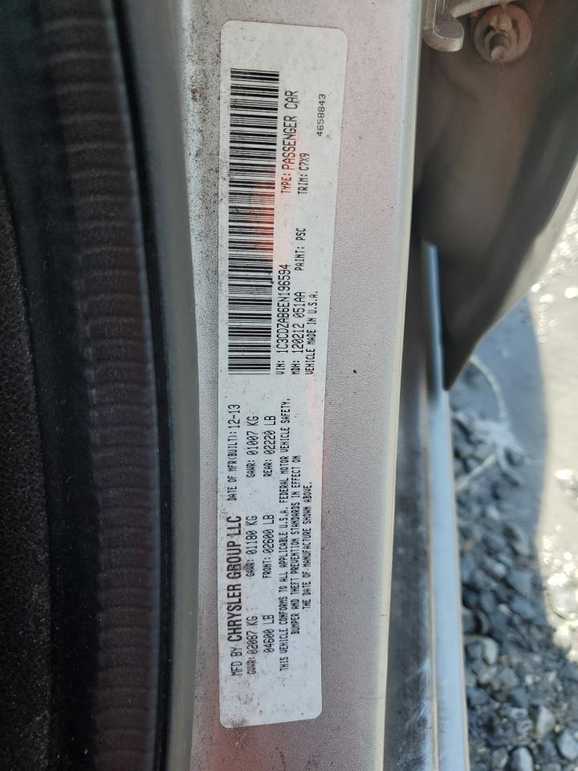 MFD BY CHRYSLER GROUP LLC DATE OF MFR(BUILT):12-13
GVWR:02087 KG GAWR: 01180 KG GAWR: 01007 KG
04600 LB FRONT:02600 LB REAR: 02220 LB
THIS VEHICLE CONFORMS TO ALL APPLICABLE U.S.A. FEDERAL MOTOR VEHICLE SAFETY,
BUMPER AND THEFT PREVENTION STANDARDS IN EFFECT ON
THE DATE OF MANUFACTURE SHOWN ABOVE.
VIN: 1C3CDZAB6EN196594 TYPE: PASSENGER CAR
MDH: 120212 051AA PAINT: PSC TRIM: C7X9
VEHICLE MADE IN U.S.A. 4658843